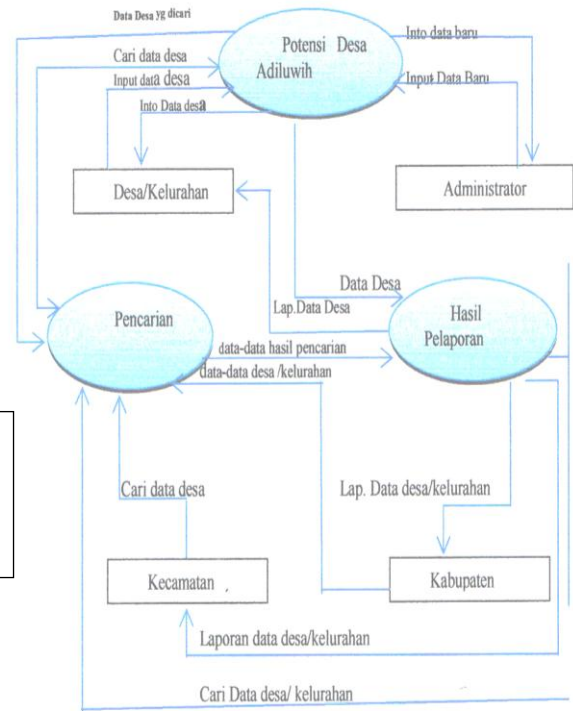 Data Desa yg dicari
Potensi Desa
Adiluwih
Into data baru
Cari data desa
Input data desa
Input Data Baru
Into Data desa
Desa/Kelurahan
Administrator
Data Desa
Lap.Data Desa
Pencarian
Hasil
Pelaporan
data-data hasil pencarian
data-data desa /kelurahan
Cari data desa
Lap. Data desa/kelurahan
Kecamatan
Kabupaten
Laporan data desa/kelurahan
Cari Data desa/ kelurahan